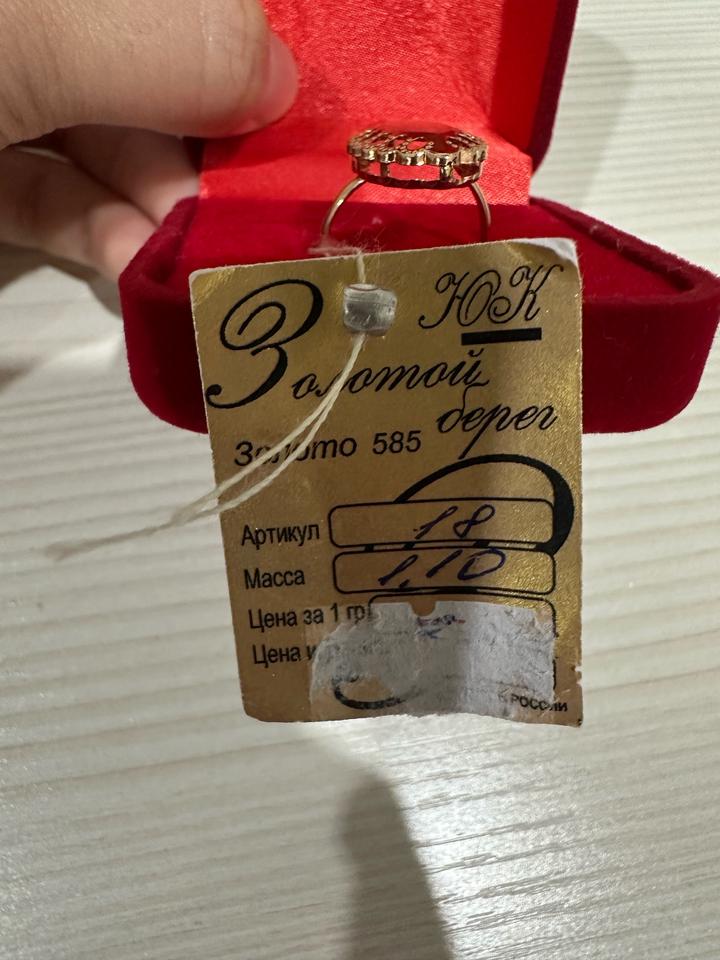 ЮК
Золотой
берег
Золото 585
Артикул 18
Масса 1,10
Цена за 1 гр
Цена
РОССИИ